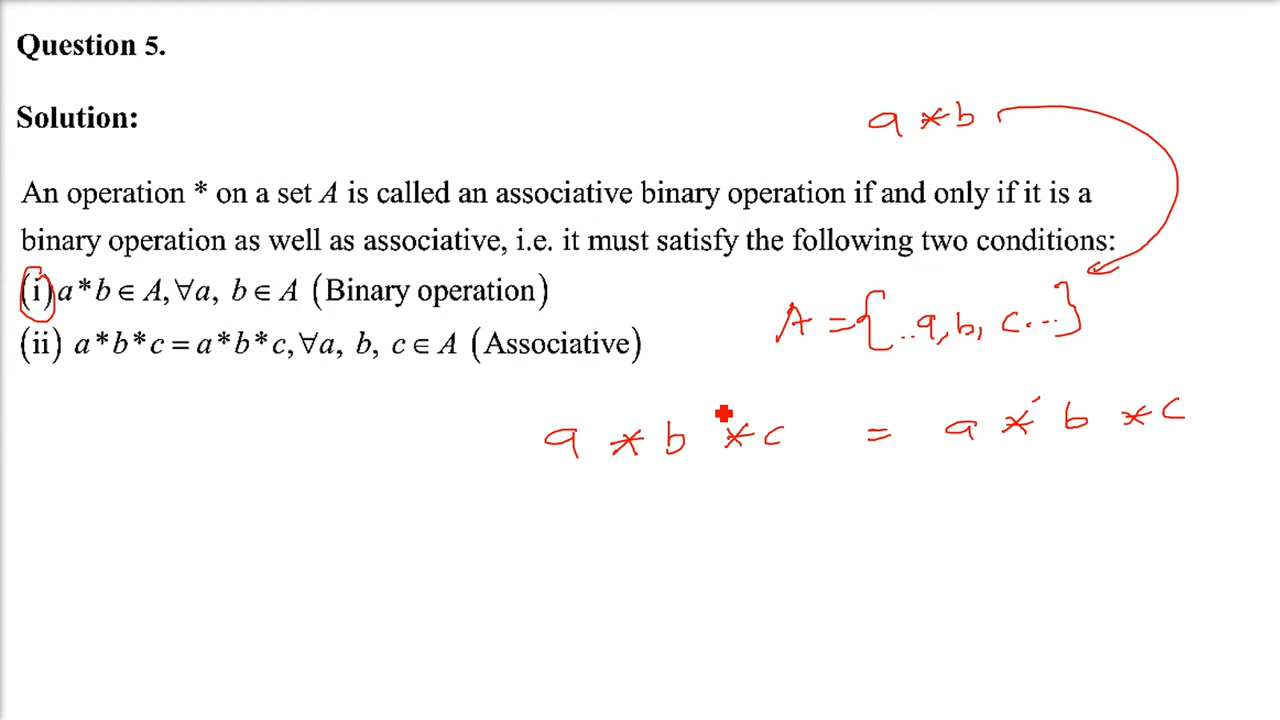 Question 5.
Solution:
a * b
An operation * on a set A is called an associative binary operation if and only if it is a
binary operation as well as associative, i.e. it must satisfy the following two conditions:
(i) a * b ∈ A, ∀a, b ∈ A (Binary operation)
A = {..a, b, c...}
(ii) a * b * c = a * b * c, ∀a, b, c ∈ A (Associative)
a * b * c = a * b * c